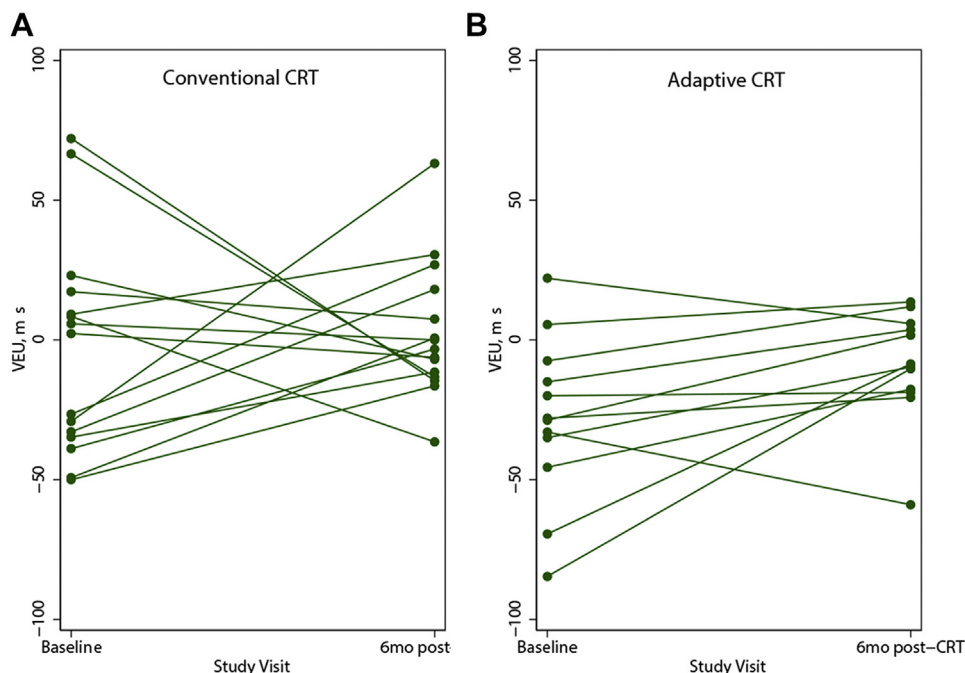 A
Conventional CRT
100
50
0
−50
−100
VEU, m s
Baseline
6mo post-
Study Visit
B
Adaptive CRT
100
50
0
−50
−100
VEU, m s
Baseline
6mo post−CRT
Study Visit